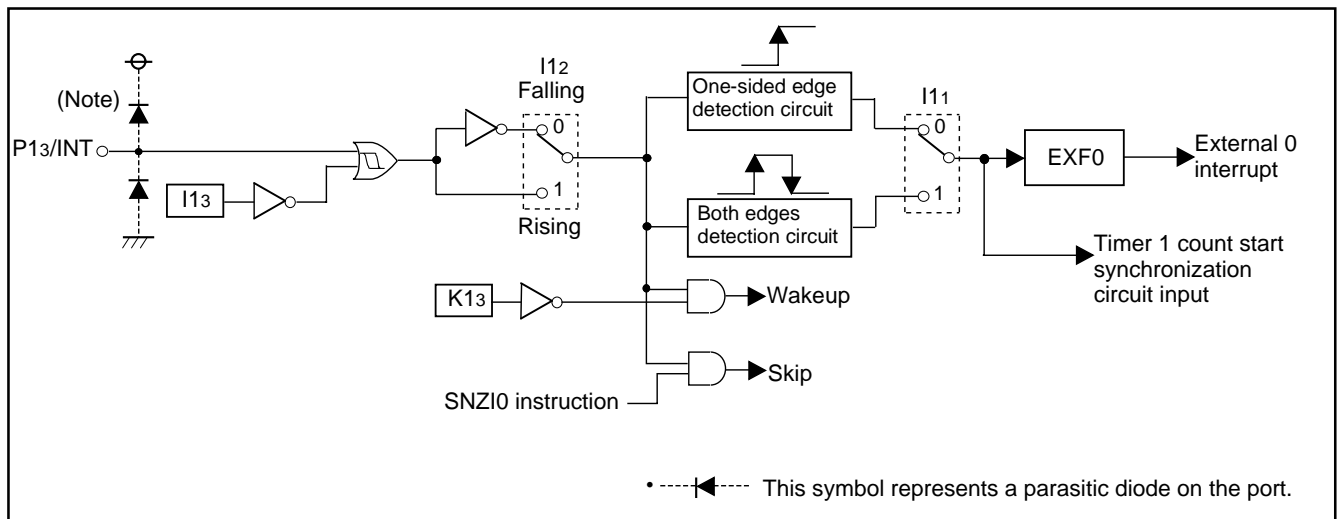 (Note)
P13/INT
I13
I12
Falling
0
1
Rising
One-sided edge
detection circuit
Both edges
detection circuit
I11
0
1
EXF0
External 0
interrupt
Timer 1 count start
synchronization
circuit input
K13
Wakeup
Skip
SNZI0 instruction
• This symbol represents a parasitic diode on the port.